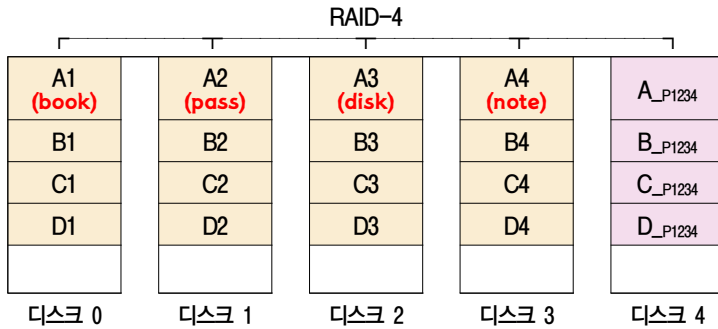 RAID-4
A1 A2 A3 A4 A_P1234
(book) (pass) (disk) (note)
B1 B2 B3 B4 B_P1234
C1 C2 C3 C4 C_P1234
D1 D2 D3 D4 D_P1234
디스크 0 디스크 1 디스크 2 디스크 3 디스크 4